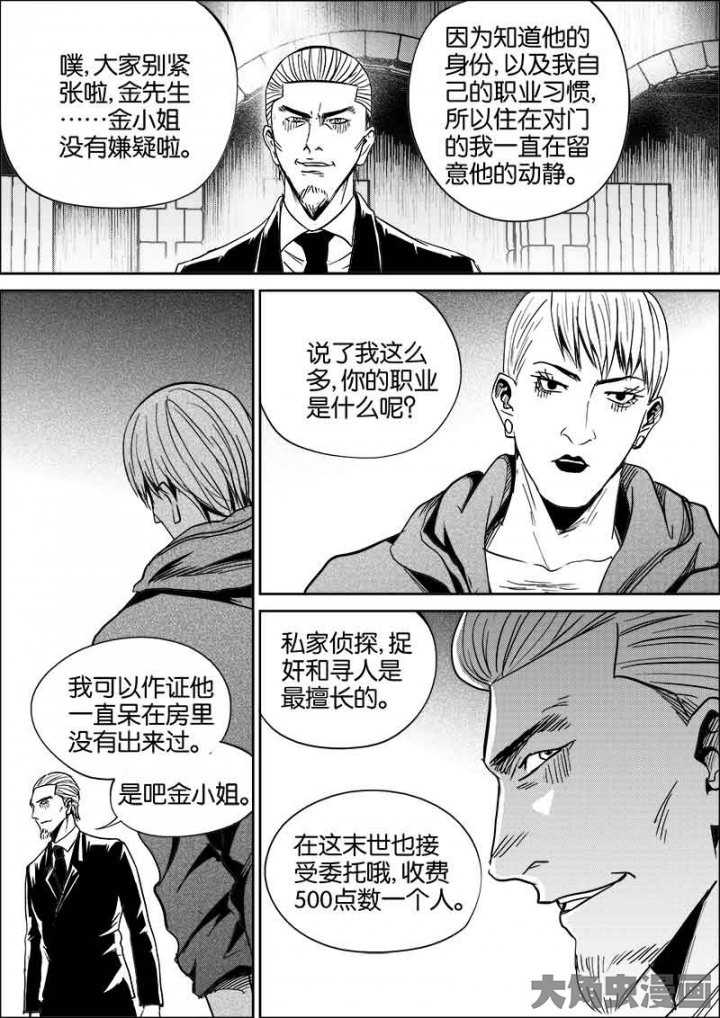 噗,大家别紧
张啦,金先生
……金小姐
没有嫌疑啦。
因为知道他的
身份,以及我自
己的职业习惯,
所以住在对门
的我一直在留
意他的动静。
我可以作证他
一直呆在房里
没有出来过。
是吧金小姐。
说了我这么
多,你的职业
是什么呢?
私家侦探,捉
奸和寻人是
最擅长的。
在这末世也接
受委托哦,收费
500点数一个人。
大角虫漫画